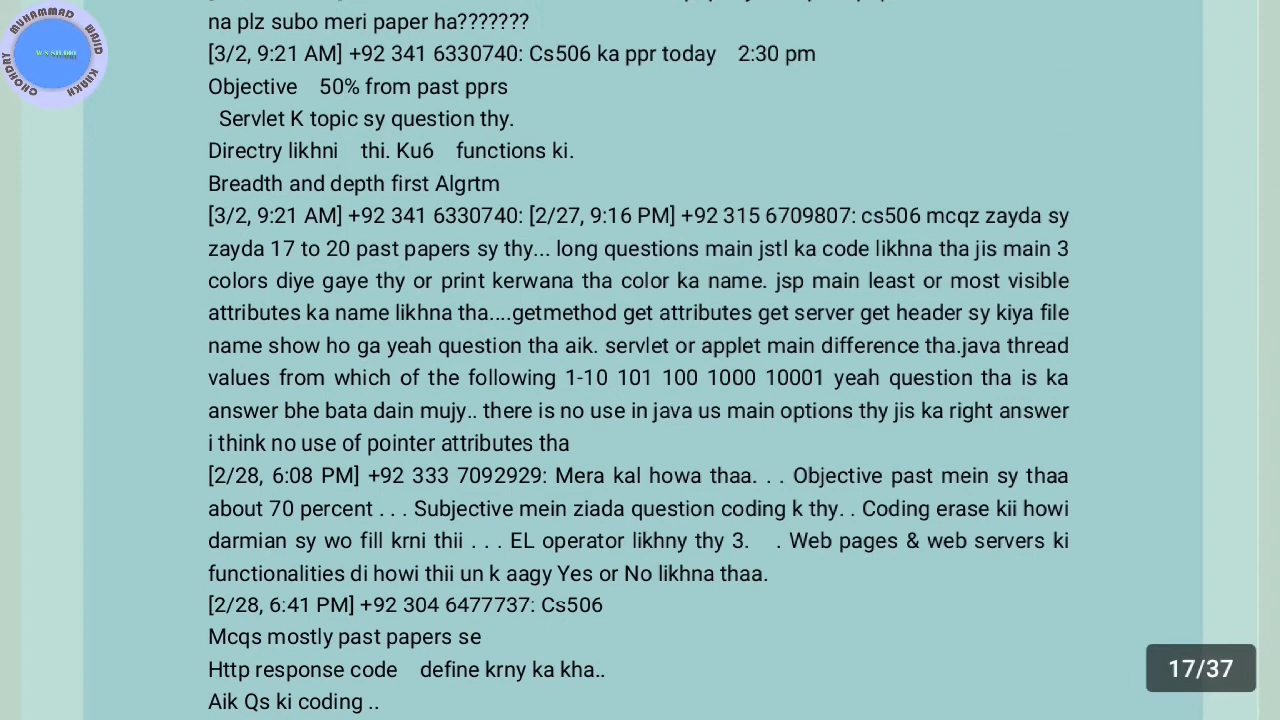 MUHAMMAD WAJID KHAKH CHOHDRY
W S STUDIO
na plz subo meri paper ha???????
[3/2, 9:21 AM] +92 341 6330740: Cs506 ka ppr today 2:30 pm
Objective 50% from past pprs
Servlet K topic sy question thy.
Directry likhni thi. Ku6 functions ki.
Breadth and depth first Algrtm
[3/2, 9:21 AM] +92 341 6330740: [2/27, 9:16 PM] +92 315 6709807: cs506 mcqz zayda sy
zayda 17 to 20 past papers sy thy... long questions main jstl ka code likhna tha jis main 3
colors diye gaye thy or print kerwana tha color ka name. jsp main least or most visible
attributes ka name likhna tha....getmethod get attributes get server get header sy kiya file
name show ho ga yeah question tha aik. servlet or applet main difference tha.java thread
values from which of the following 1-10 101 100 1000 10001 yeah question tha is ka
answer bhe bata dain mujy.. there is no use in java us main options thy jis ka right answer
i think no use of pointer attributes tha
[2/28, 6:08 PM] +92 333 7092929: Mera kal howa thaa. . . Objective past mein sy thaa
about 70 percent . . . Subjective mein ziada question coding k thy. . Coding erase kii howi
darmian sy wo fill krni thii . . . EL operator likhny thy 3. . Web pages & web servers ki
functionalities di howi thii un k aagy Yes or No likhna thaa.
[2/28, 6:41 PM] +92 304 6477737: Cs506
Mcqs mostly past papers se
Http response code define krny ka kha..
Aik Qs ki coding ..
17/37